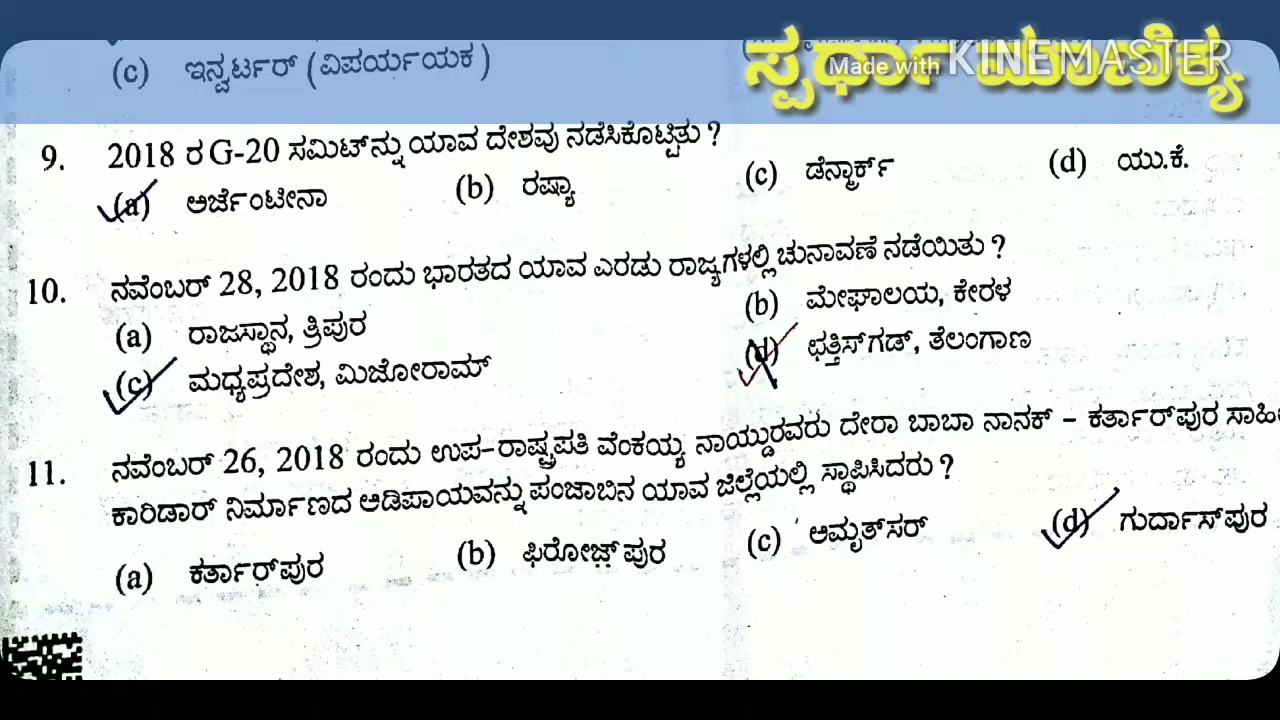 (c) ಇನ್ವರ್ಟರ್ (ವಿಪರ್ಯಯಕ)
ಸ್ಪರ್ಧಾ ಮಾಣಿಕ್ಯ
Made with KINEMASTER
9. 2018 ರ G-20 ಸಮಿಟ್‌ನ್ನು ಯಾವ ದೇಶವು ನಡೆಸಿಕೊಟ್ಟಿತು ?
(a) ಅರ್ಜೆಂಟೀನಾ (b) ರಷ್ಯಾ (c) ಡೆನ್ಮಾರ್ಕ್ (d) ಯು.ಕೆ.
10. ನವೆಂಬರ್ 28, 2018 ರಂದು ಭಾರತದ ಯಾವ ಎರಡು ರಾಜ್ಯಗಳಲ್ಲಿ ಚುನಾವಣೆ ನಡೆಯಿತು ?
(a) ರಾಜಸ್ಥಾನ, ತ್ರಿಪುರ (b) ಮೇಘಾಲಯ, ಕೇರಳ
(c) ಮಧ್ಯಪ್ರದೇಶ, ಮಿಜೋರಾಮ್ (d) ಛತ್ತಿಸ್‌ಗಡ್, ತೆಲಂಗಾಣ
11. ನವೆಂಬರ್ 26, 2018 ರಂದು ಉಪ-ರಾಷ್ಟ್ರಪತಿ ವೆಂಕಯ್ಯ ನಾಯ್ಡುರವರು ದೇರಾ ಬಾಬಾ ನಾನಕ್ - ಕರ್ತಾರ್‌ಪುರ
ಕಾರಿಡಾರ್ ನಿರ್ಮಾಣದ ಆಡಿಪಾಯವನ್ನು ಪಂಜಾಬಿನ ಯಾವ ಜಿಲ್ಲೆಯಲ್ಲಿ ಸ್ಥಾಪಿಸಿದರು ?
(a) ಕರ್ತಾರ್‌ಪುರ (b) ಫಿರೋಜ್‌ಪುರ (c) ಆಮೃತ್‌ಸರ್ (d) ಗುರ್ದಾಸ್‌ಪುರ